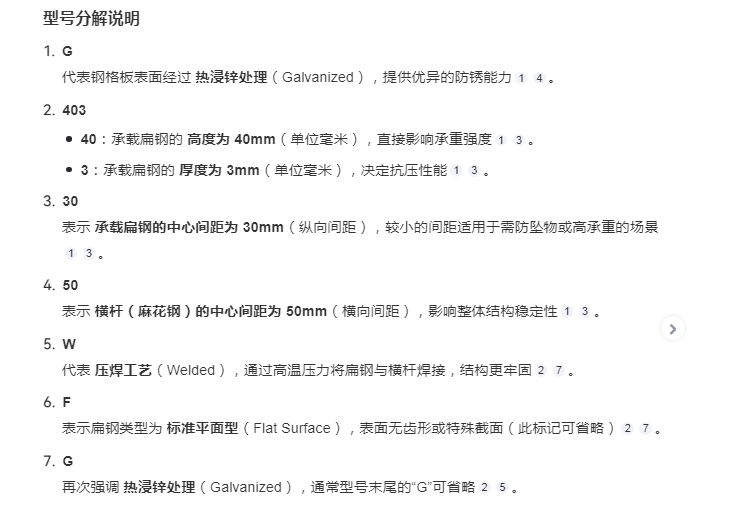 型号分解说明
1. G
代表钢格板表面经过 热浸锌处理（Galvanized），提供优异的防锈能力 1 4 。
2. 403
• 40：承载扁钢的 高度为 40mm（单位毫米），直接影响承重强度 1 3 。
• 3：承载扁钢的 厚度为 3mm（单位毫米），决定抗压性能 1 3 。
3. 30
表示 承载扁钢的中心间距为 30mm（纵向间距），较小的间距适用于需防坠物或高承重的场景
1 3 。
4. 50
表示 横杆（麻花钢）的中心间距为 50mm（横向间距），影响整体结构稳定性 1 3 。
5. W
代表 压焊工艺（Welded），通过高温压力将扁钢与横杆焊接，结构更牢固 2 7 。
6. F
表示扁钢类型为 标准平面型（Flat Surface），表面无齿形或特殊截面（此标记可省略） 2 7 。
7. G
再次强调 热浸锌处理（Galvanized），通常型号末尾的“G”可省略 2 5 。